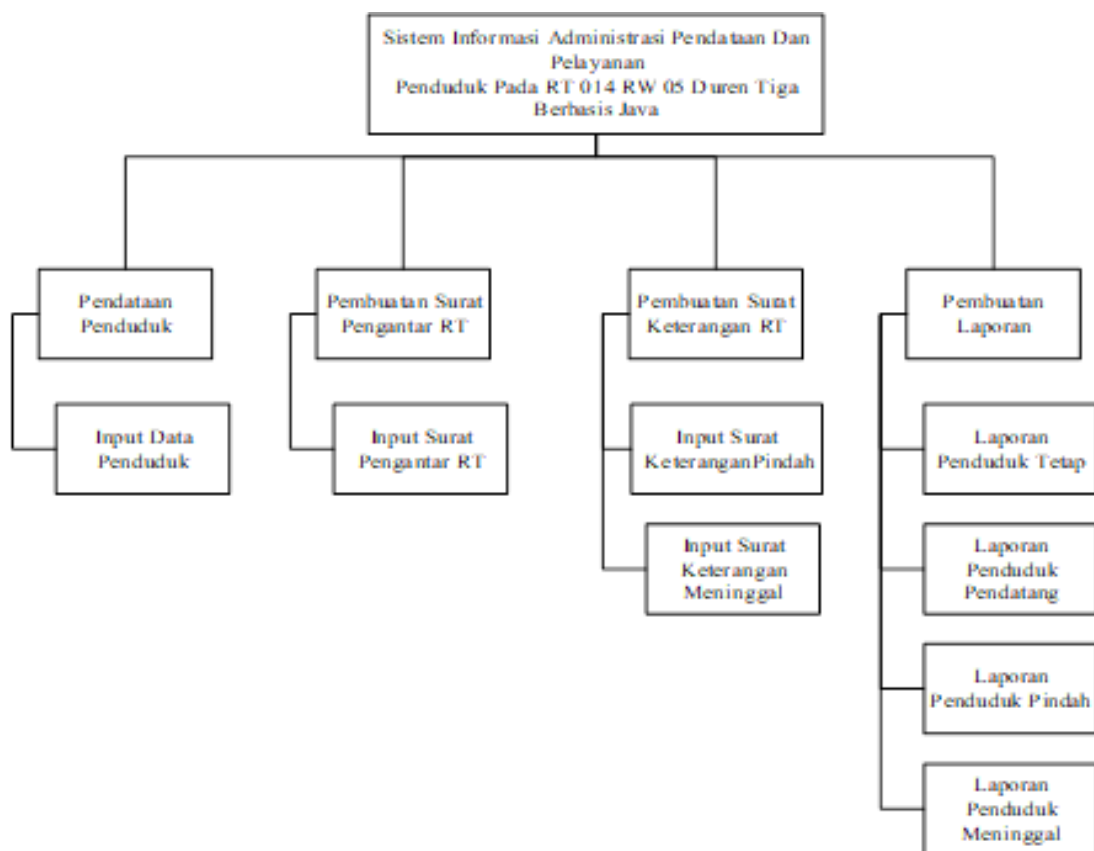 Sistem Informasi Administrasi Pendataan Dan
Pelayanan
Penduduk Pada RT 014 RW 05 Duren Tiga
Berbasis Java
Pendataan
Penduduk
Pembuatan Surat
Pengantar RT
Pembuatan Surat
Keterangan RT
Pembuatan
Laporan
Input Data
Penduduk
Input Surat
Pengantar RT
Input Surat
KeteranganPindah
Laporan
Penduduk Tetap
Input Surat
Keterangan
Meninggal
Laporan
Penduduk
Pendatang
Laporan
Penduduk Pindah
Laporan
Penduduk
Meninggal